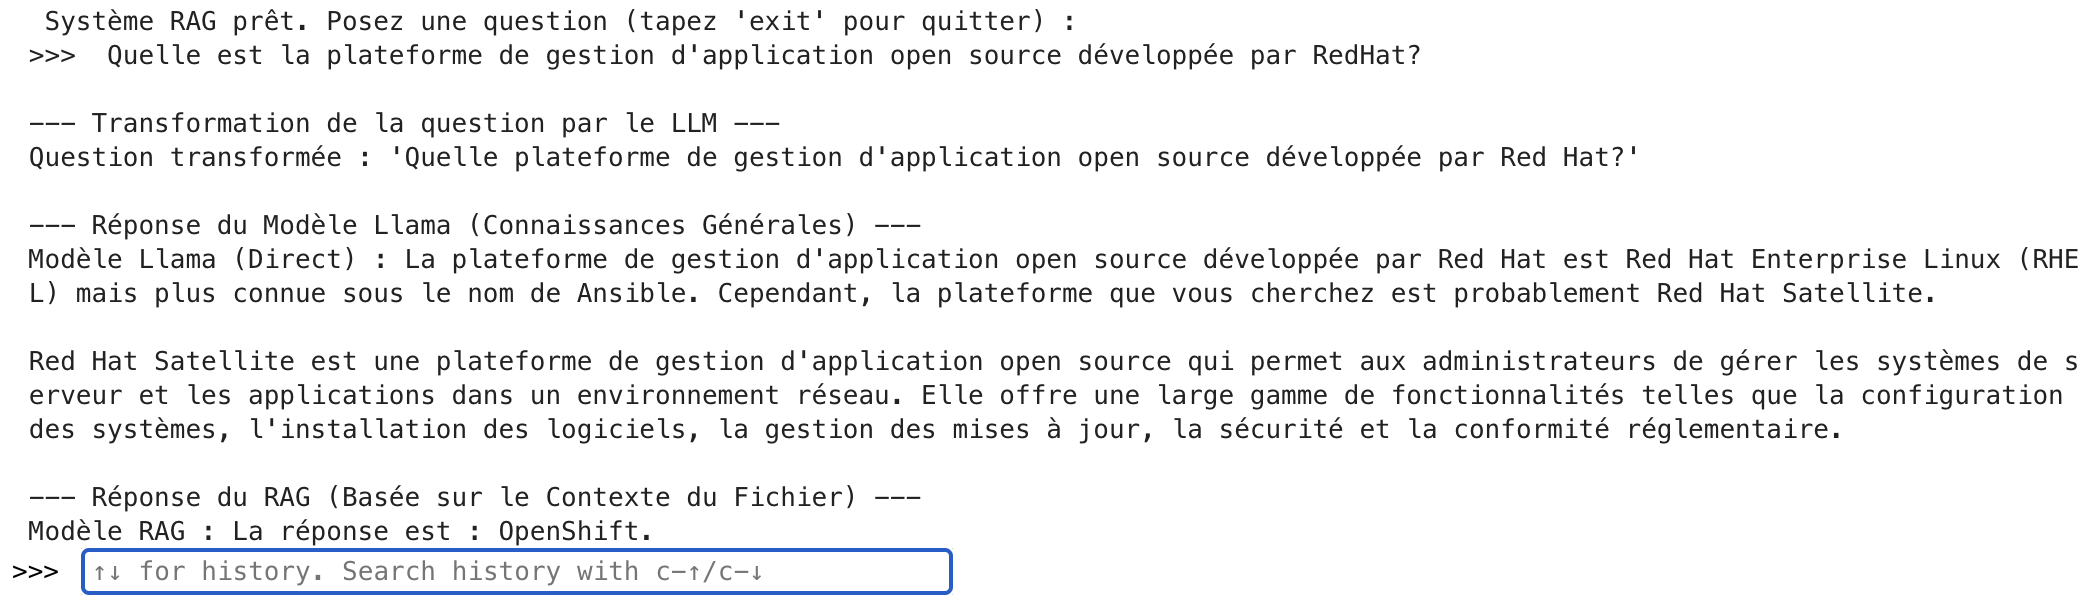 Système RAG prêt. Posez une question (tapez 'exit' pour quitter) :
>>>  Quelle est la plateforme de gestion d'application open source développée par RedHat?
--- Transformation de la question par le LLM ---
Question transformée : 'Quelle plateforme de gestion d'application open source développée par Red Hat?'
--- Réponse du Modèle Llama (Connaissances Générales) ---
Modèle Llama (Direct) : La plateforme de gestion d'application open source développée par Red Hat est Red Hat Enterprise Linux (RHE
L) mais plus connue sous le nom de Ansible. Cependant, la plateforme que vous cherchez est probablement Red Hat Satellite.
Red Hat Satellite est une plateforme de gestion d'application open source qui permet aux administrateurs de gérer les systèmes de s
erveur et les applications dans un environnement réseau. Elle offre une large gamme de fonctionnalités telles que la configuration
des systèmes, l'installation des logiciels, la gestion des mises à jour, la sécurité et la conformité réglementaire.
--- Réponse du RAG (Basée sur le Contexte du Fichier) ---
Modèle RAG : La réponse est : OpenShift.
>>> ↑↓ for history. Search history with c-↑/c-↓